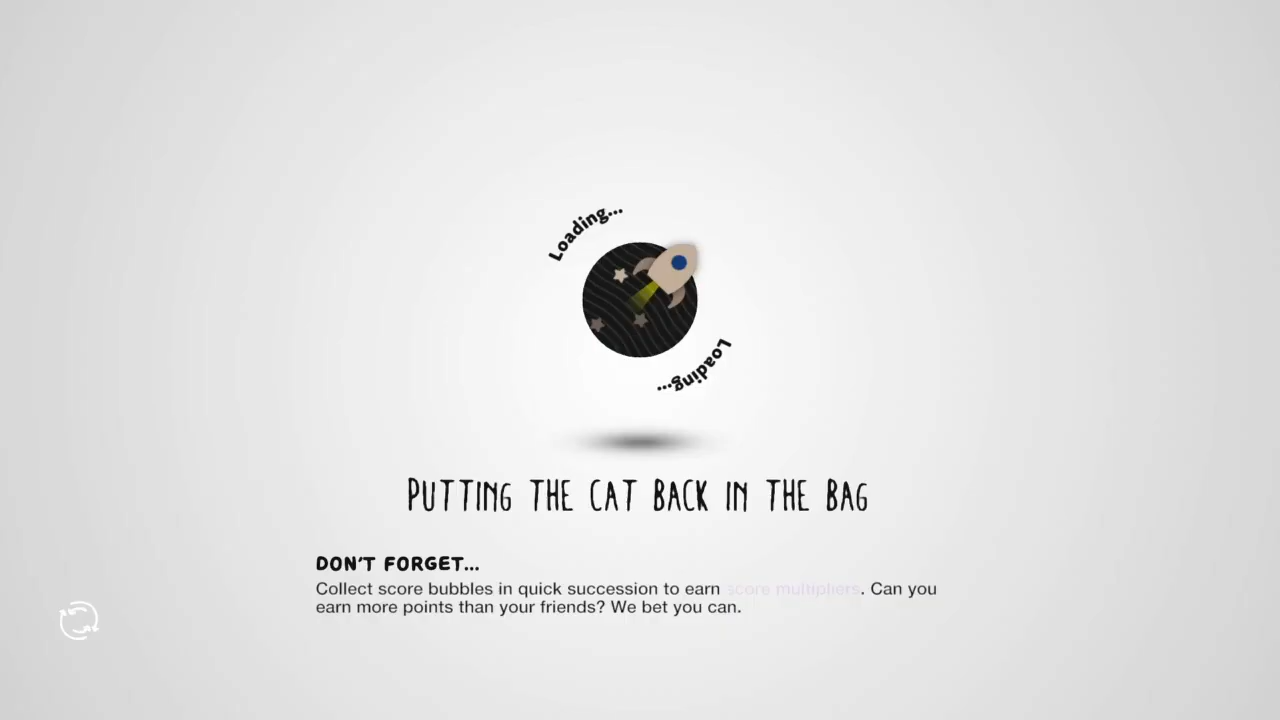 Loading...
Loading...
PUTTING THE CAT BACK IN THE BAG
DON'T FORGET...
Collect score bubbles in quick succession to earn score multipliers. Can you
earn more points than your friends? We bet you can.